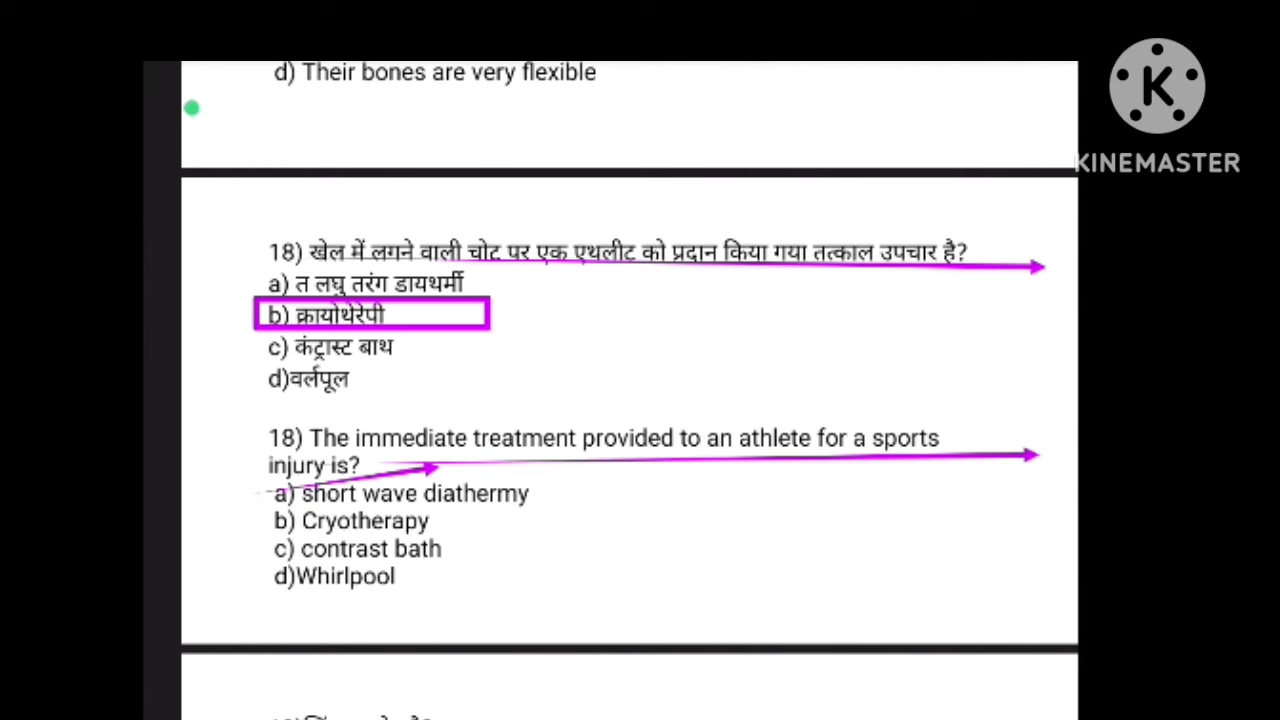 d) Their bones are very flexible
K
KINEMASTER
18) खेल में लगने वाली चोट पर एक एथलीट को प्रदान किया गया तत्काल उपचार है?
a) त लघु तरंग डायथर्मी
b) क्रायोथेरेपी
c) कंट्रास्ट बाथ
d)वर्लपूल
18) The immediate treatment provided to an athlete for a sports
injury is?
a) short wave diathermy
b) Cryotherapy
c) contrast bath
d)Whirlpool